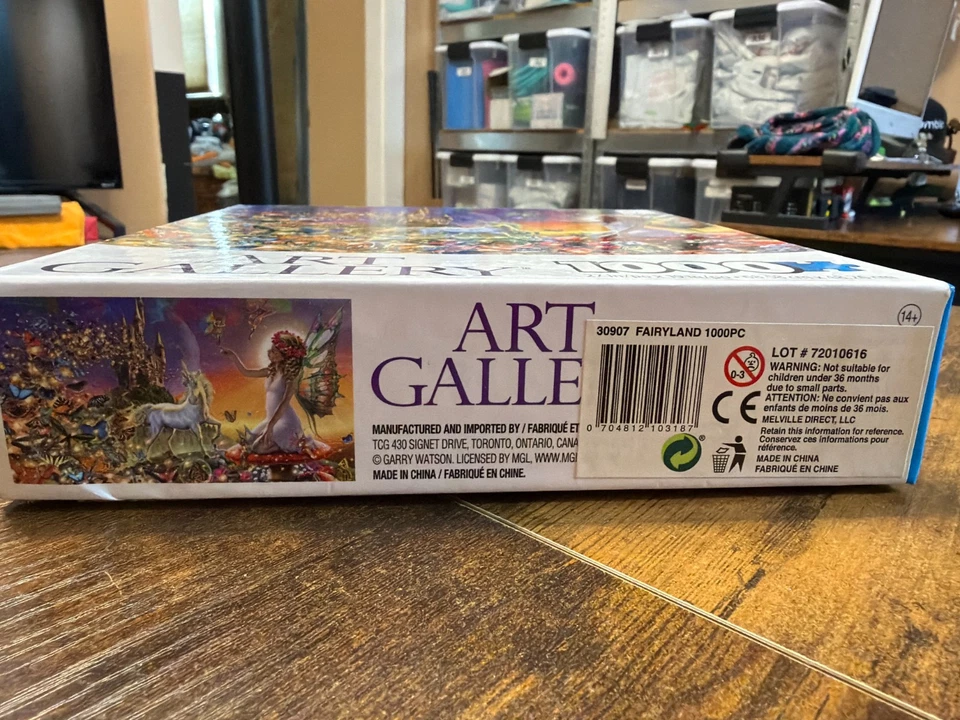 ART
GALLERY
1000
14+
ART
GALLE
MANUFACTURED AND IMPORTED BY / FABRIQUÉ ET
TCG 430 SIGNET DRIVE, TORONTO, ONTARIO, CANA
© GARRY WATSON. LICENSED BY MGL, WWW.MGL
MADE IN CHINA / FABRIQUÉ EN CHINE.
30907 FAIRYLAND 1000PC
0 704812 103187
0-3
CE
LOT # 72010616
WARNING: Not suitable for
children under 36 months
due to small parts.
ATTENTION: Ne convient pas aux
enfants de moins de 36 mois.
MELVILLE DIRECT, LLC
Retain this information for reference.
Conservez ces informations pour
référence.
MADE IN CHINA
FABRIQUÉ EN CHINE